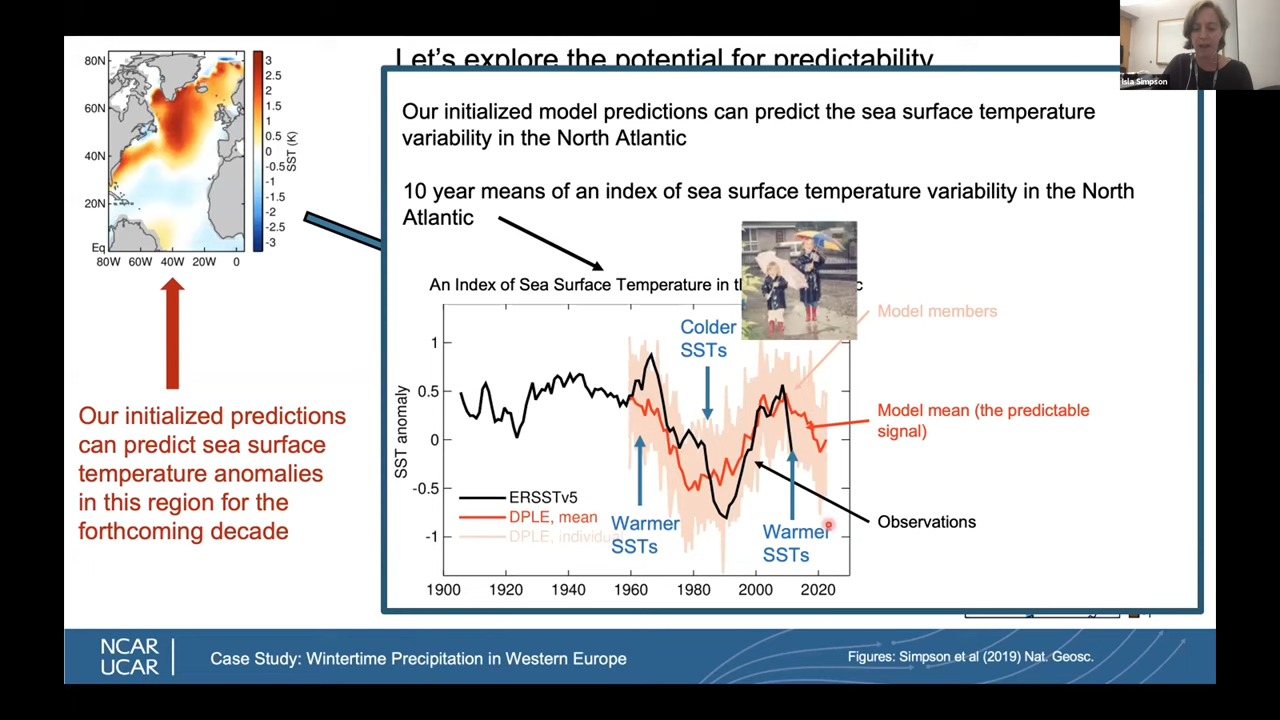 Let's explore the potential for predictability
Isla Simpson
80N
60N
40N
20N
Eq
80W 60W 40W 20W 0
3
2.5
2
1.5
1
0.5
0
-0.5
-1
-1.5
-2
-2.5
-3
SST (K)
Our initialized predictions
can predict sea surface
temperature anomalies
in this region for the
forthcoming decade
Our initialized model predictions can predict the sea surface temperature
variability in the North Atlantic
10 year means of an index of sea surface temperature variability in the North
Atlantic
An Index of Sea Surface Temperature in th
c
Model members
Colder
SSTs
Model mean (the predictable
signal)
SST anomaly
1
0.5
0
-0.5
-1
ERSSTv5
DPLE, mean
DPLE, individu
Warmer
SSTs
Warmer
SSTs
Observations
1900 1920 1940 1960 1980 2000 2020
NCAR
UCAR
Case Study: Wintertime Precipitation in Western Europe
Figures: Simpson et al (2019) Nat. Geosc.